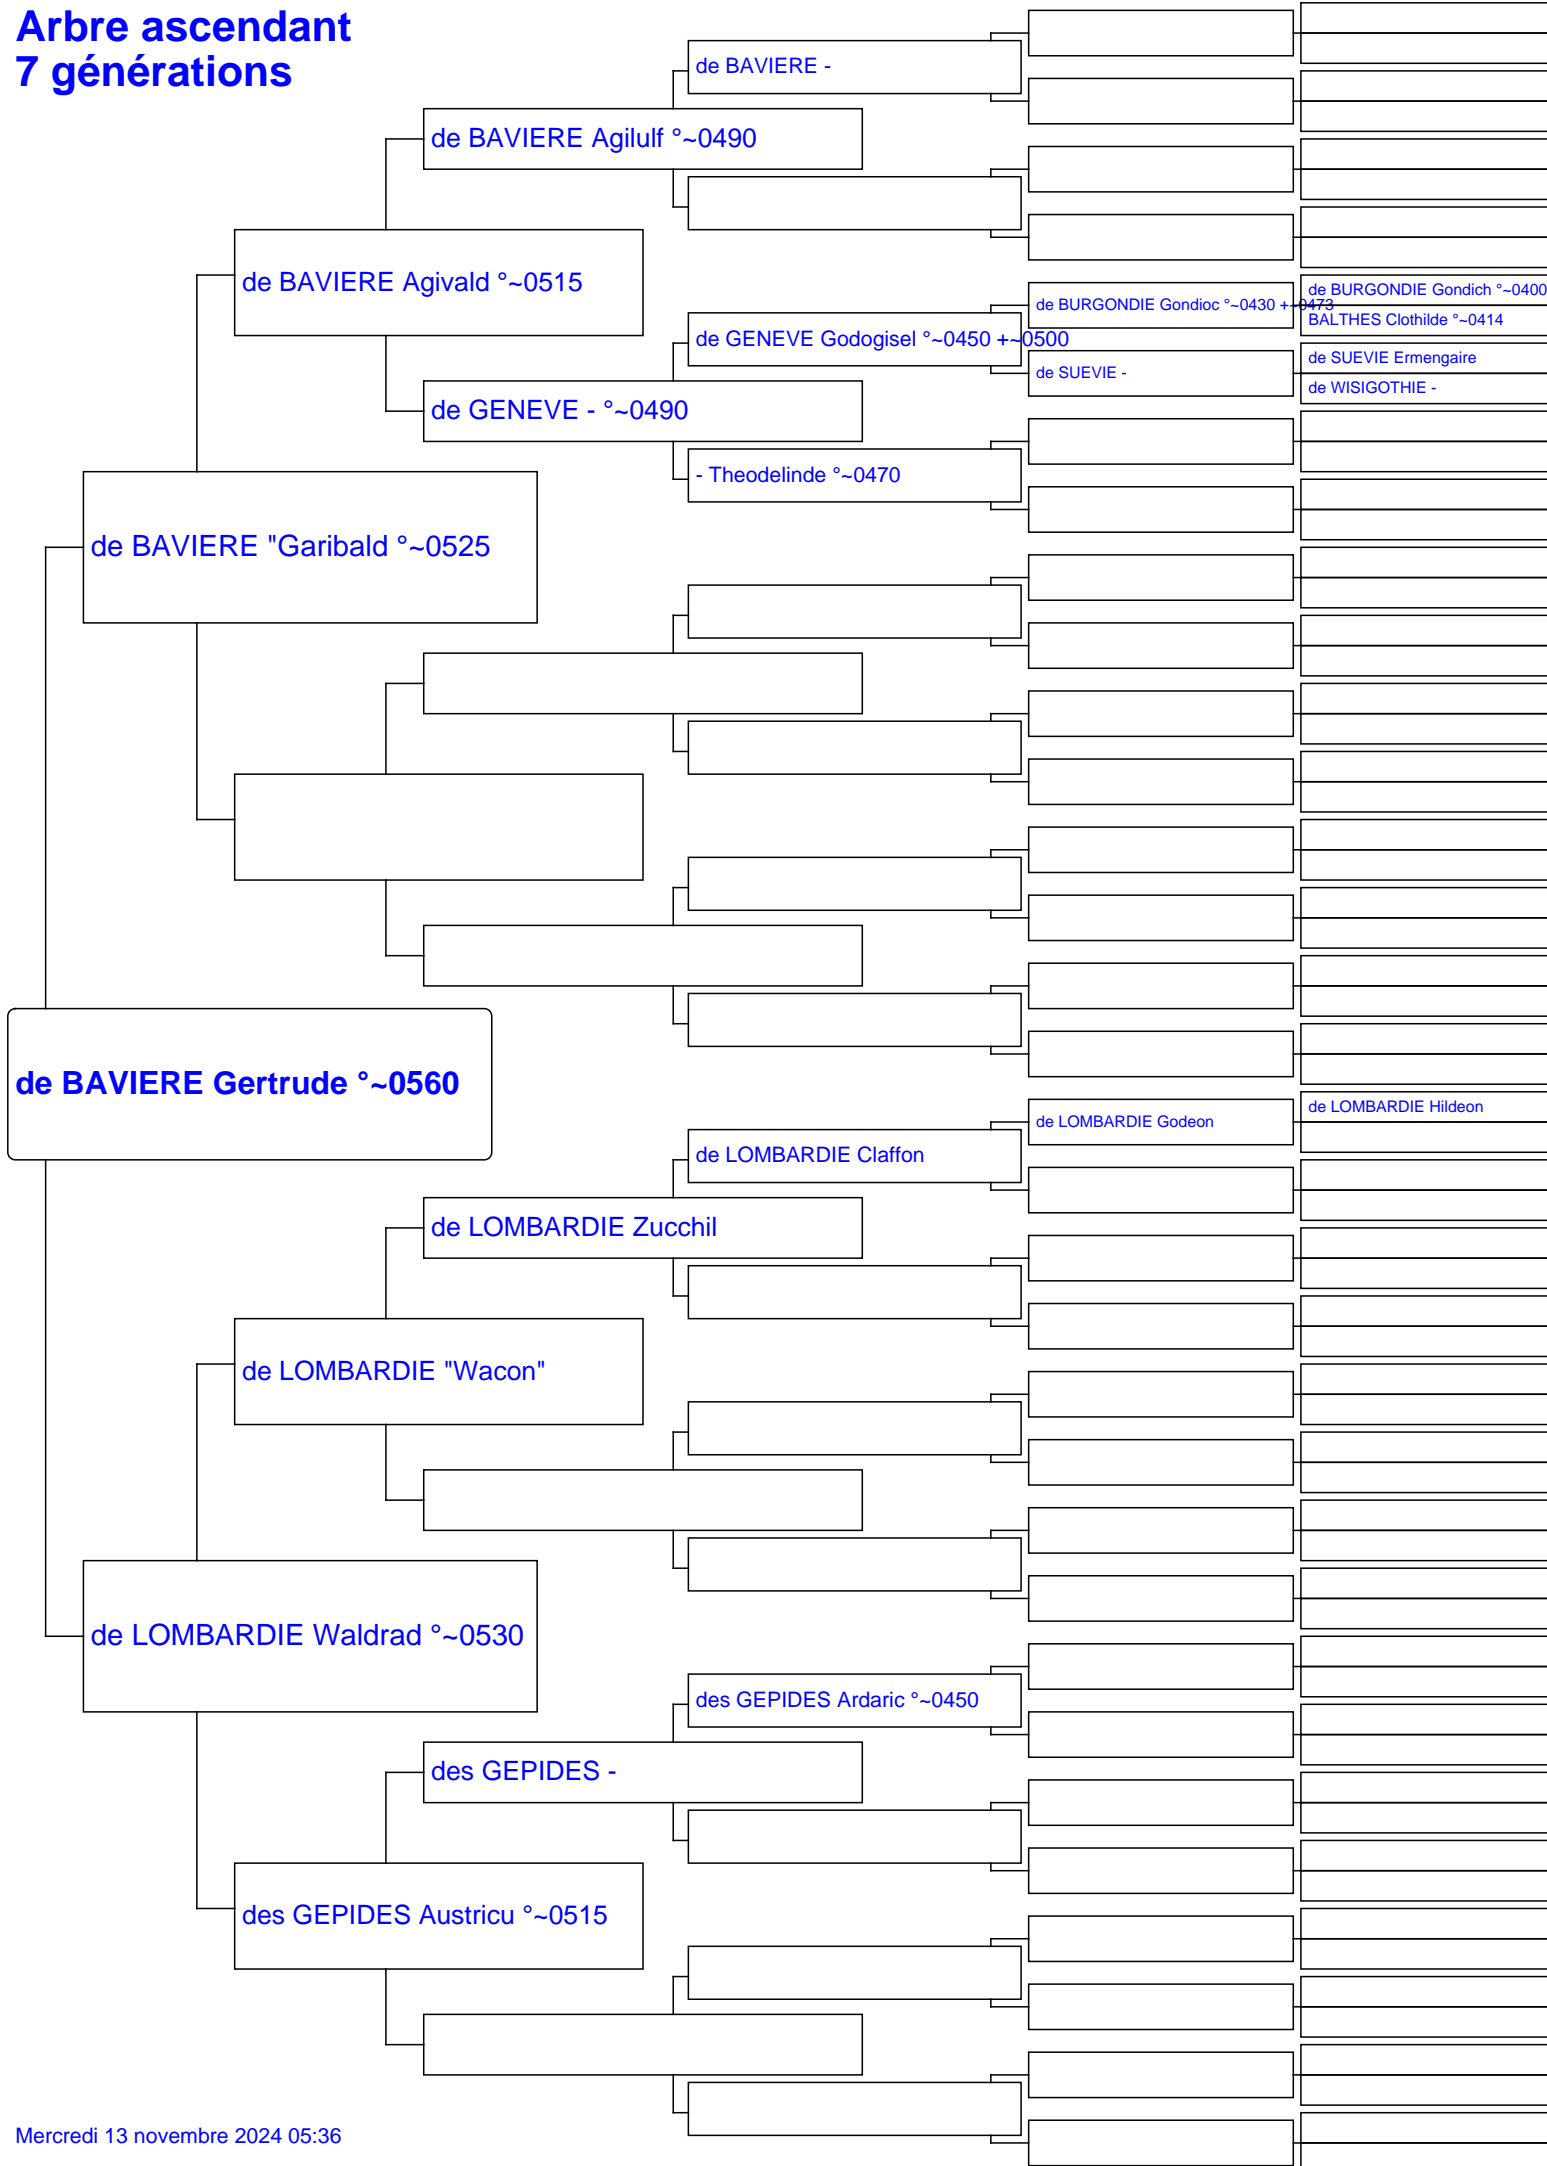 Arbre ascendant
7 générations
de BAVIERE -
de BAVIERE Agilulf °~0490
de BAVIERE Agivald °~0515
de BURGONDIE Gondich °~0400
de BURGONDIE Gondioc °~0430 +~0473
BALTHES Clothilde °~0414
de GENEVE Godogisel °~0450 +~0500
de SUEVIE Ermengaire
de SUEVIE -
de WISIGOTHIE -
de GENEVE - °~0490
- Theodelinde °~0470
de BAVIERE "Garibald °~0525
de BAVIERE Gertrude °~0560
de LOMBARDIE Hildeon
de LOMBARDIE Godeon
de LOMBARDIE Claffon
de LOMBARDIE Zucchil
de LOMBARDIE "Wacon"
de LOMBARDIE Waldrad °~0530
des GEPIDES Ardaric °~0450
des GEPIDES -
des GEPIDES Austricu °~0515
Mercredi 13 novembre 2024 05:36